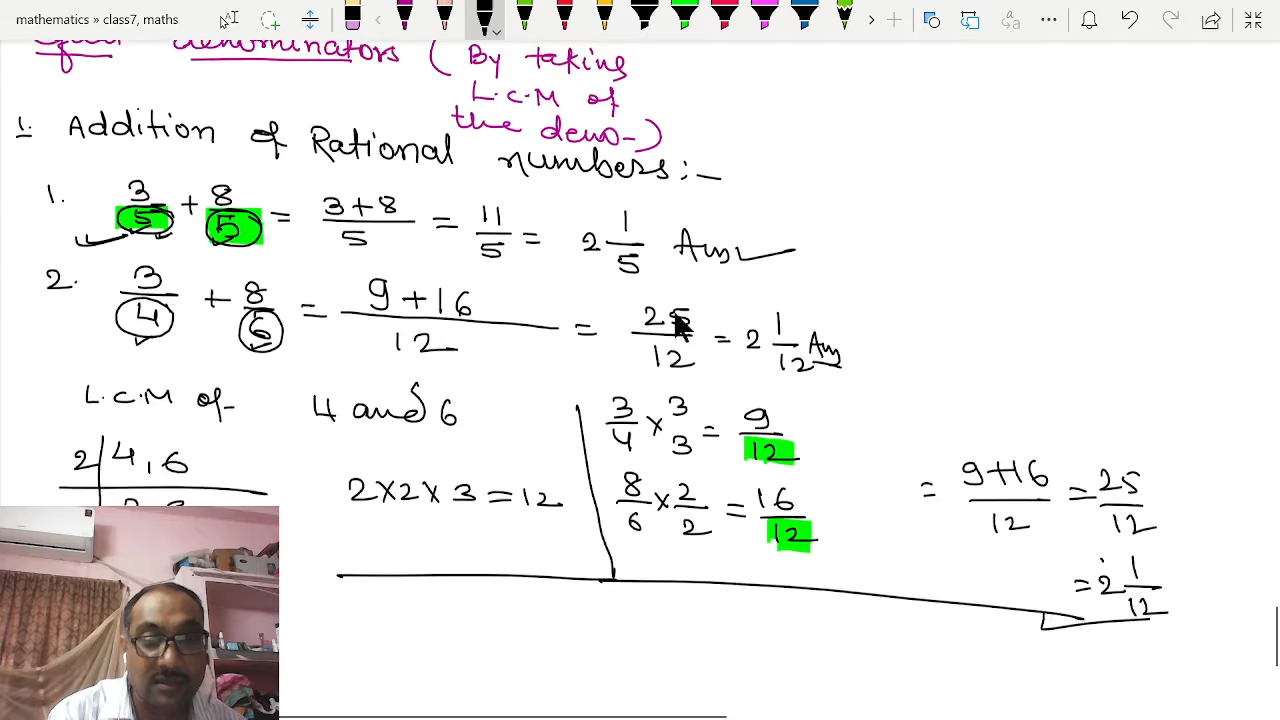 mathematics » class7, maths
denominators (By taking
L.C.M of
the deno-)
1. Addition of Rational numbers:-
1. 3/5 + 8/5 = 3+8/5 = 11/5 = 2 1/5 Ans
2. 3/4 + 8/6 = 9+16/12 = 25/12 = 2 1/12 Ans
L.C.M of 4 and 6
2 | 4, 6
2×2×3=12
3/4 × 3/3 = 9/12
8/6 × 2/2 = 16/12
= 9+16/12 = 25/12
= 2 1/12